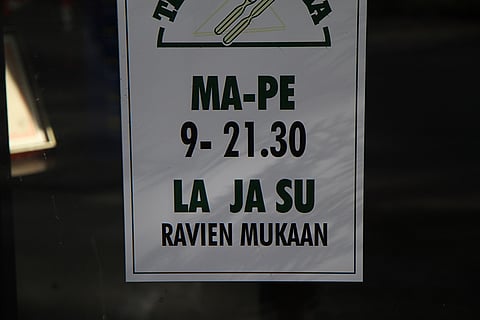 MA-PE
9- 21.30
LA JA SU
RAVIEN MUKAAN